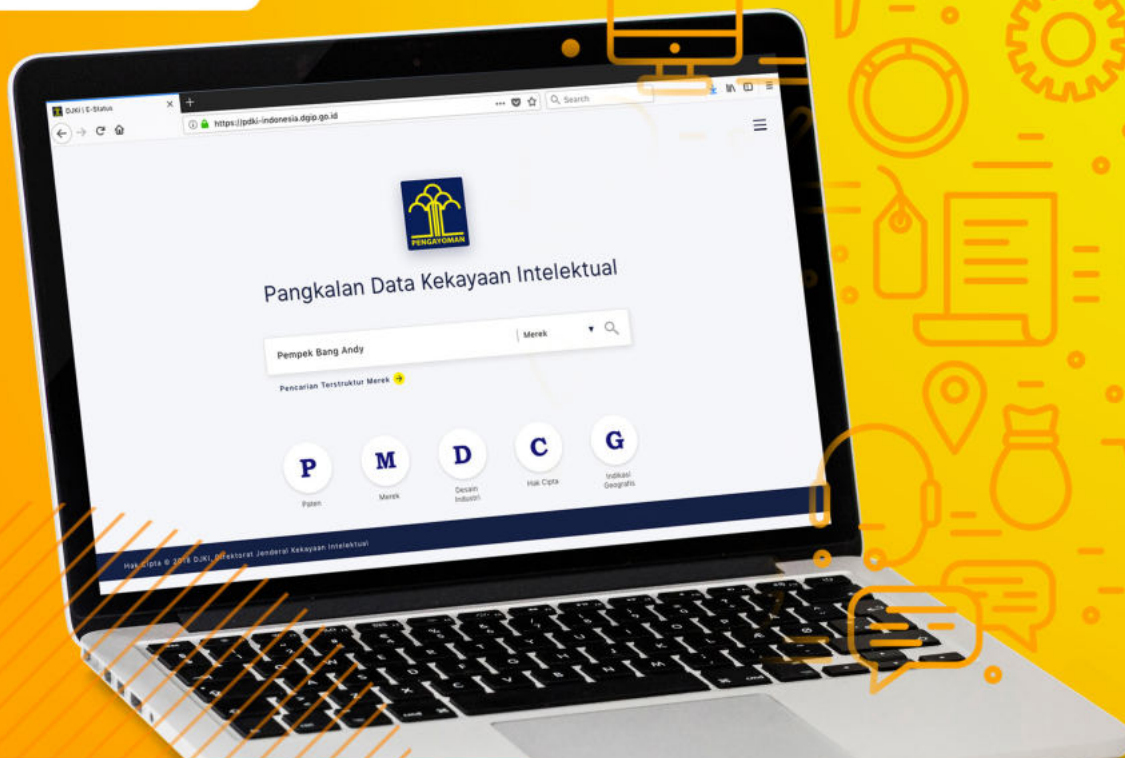 DJKI | E-Status
https://pdki-indonesia.dgip.go.id
Search
PENGAYOMAN
Pangkalan Data Kekayaan Intelektual
Pempek Bang Andy
Merek
Pencarian Terstruktur Merek
P
M
D
C
G
Paten
Merek
Desain
Industri
Hak Cipta
Indikasi
Geografis
Hak Cipta © 2018 DJKI, Direktorat Jenderal Kekayaan Intelektual